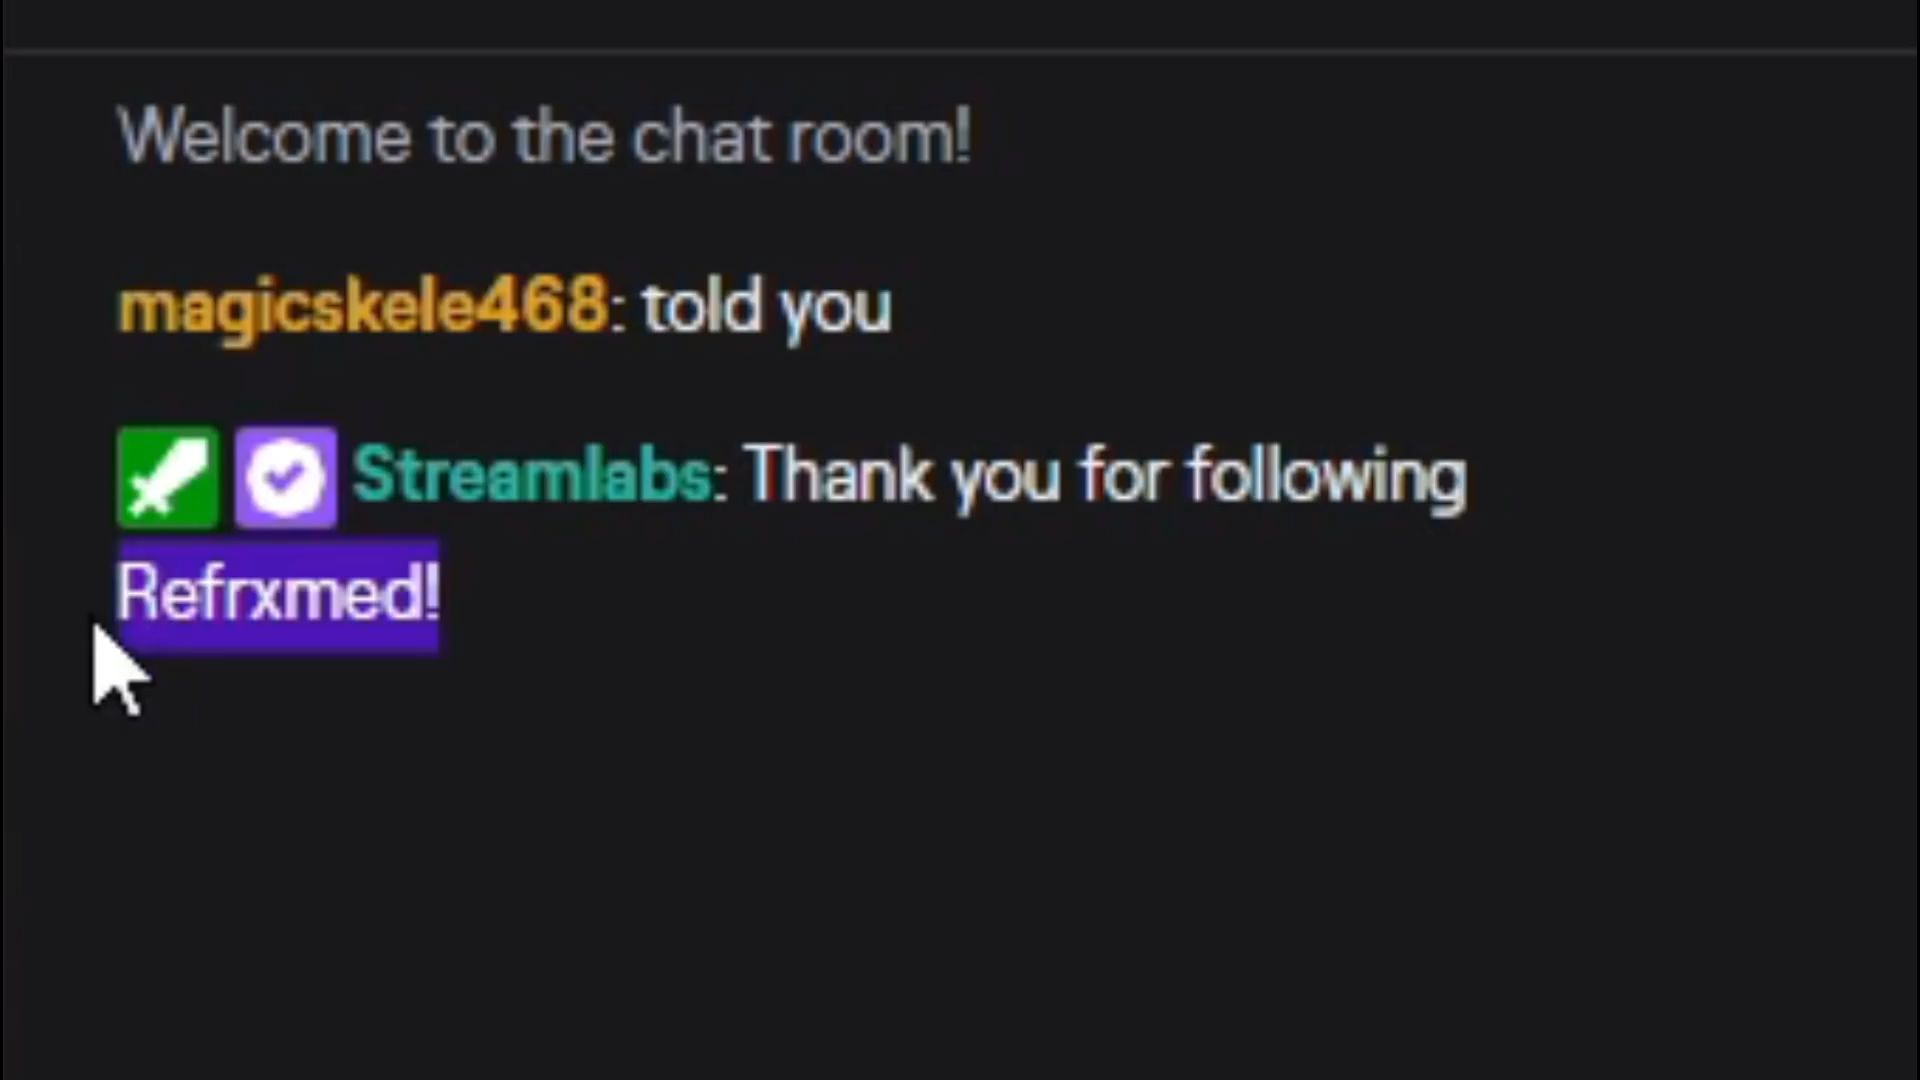 Welcome to the chat room!
magicskele468: told you
Streamlabs: Thank you for following
Refrxmed!